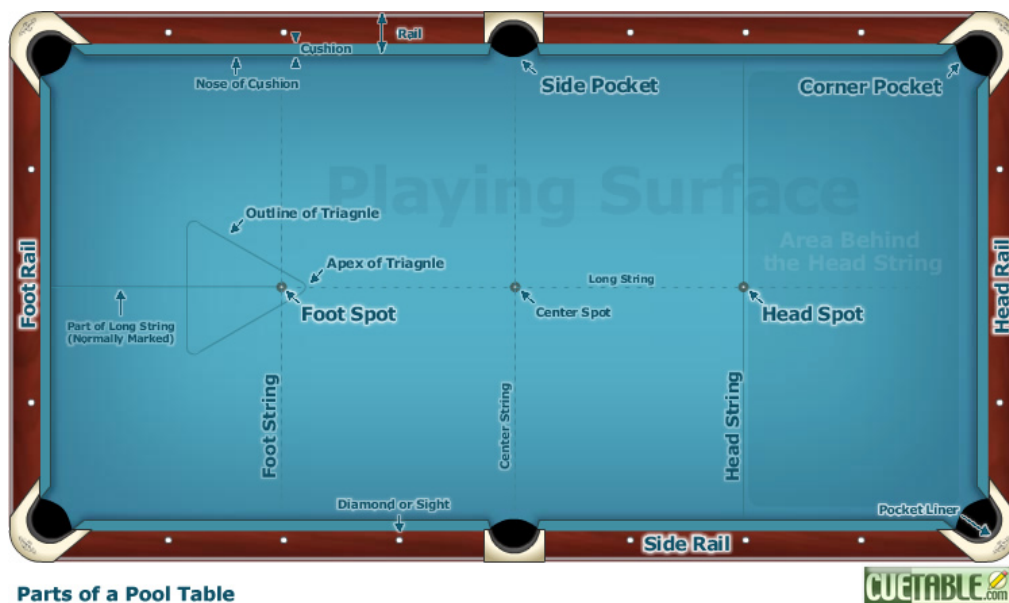 Rail
Cushion
Nose of Cushion
Side Pocket
Corner Pocket
Playing Surface
Outline of Triagnle
Area Behind
the Head String
Apex of Triagnle
Long String
Foot Rail
Head Rail
Foot Spot
Center Spot
Head Spot
Part of Long String
(Normally Marked)
Foot String
Center String
Head String
Diamond or Sight
Pocket Liner
Side Rail
Parts of a Pool Table
CUETABLE.com